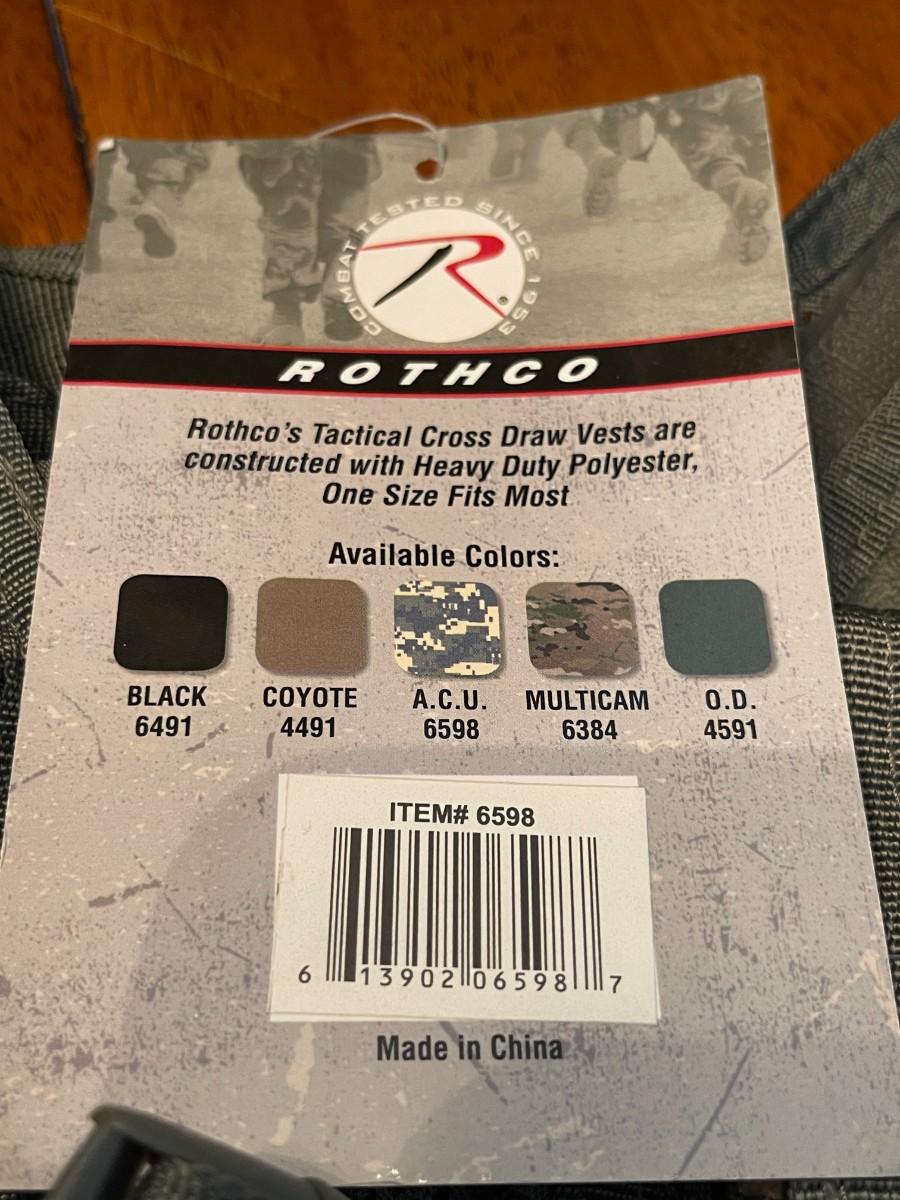 COMBAT TESTED SINCE 1953
R
®
ROTHCO
Rothco's Tactical Cross Draw Vests are
constructed with Heavy Duty Polyester,
One Size Fits Most
Available Colors:
BLACK COYOTE A.C.U. MULTICAM O.D.
6491 4491 6598 6384 4591
ITEM# 6598
6 13902 06598 7
Made in China